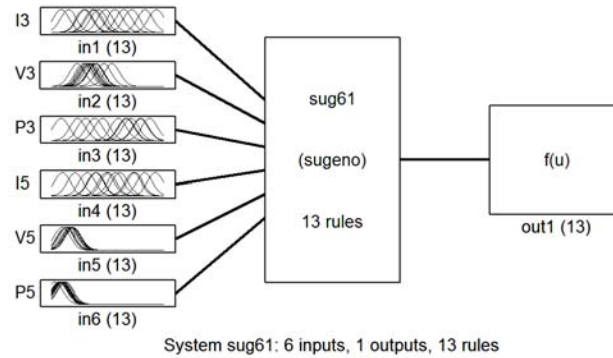 I3
in1 (13)
V3
in2 (13)
P3
in3 (13)
I5
in4 (13)
V5
in5 (13)
P5
in6 (13)
sug61
(sugeno)
13 rules
f(u)
out1 (13)
System sug61: 6 inputs, 1 outputs, 13 rules